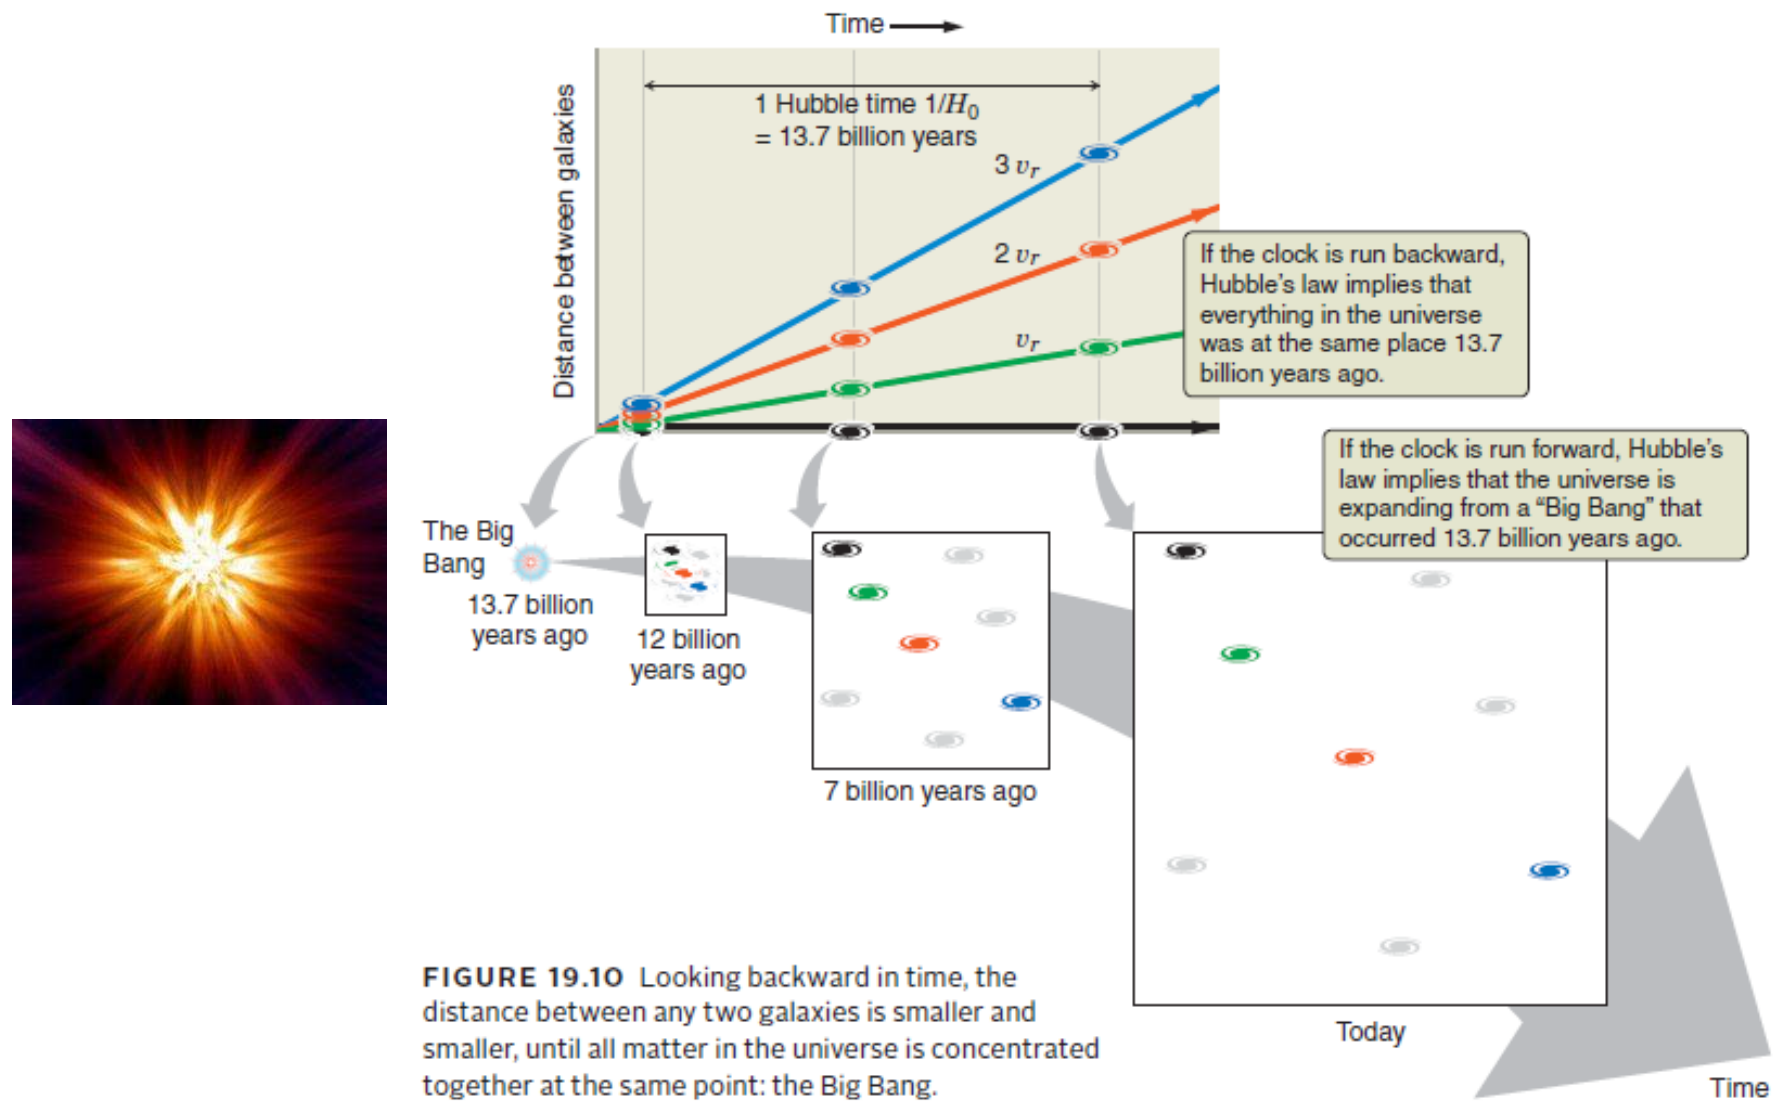 Time
Distance between galaxies
1 Hubble time 1/H₀
= 13.7 billion years
3 vᵣ
2 vᵣ
vᵣ
If the clock is run backward,
Hubble’s law implies that
everything in the universe
was at the same place 13.7
billion years ago.
If the clock is run forward, Hubble’s
law implies that the universe is
expanding from a “Big Bang” that
occurred 13.7 billion years ago.
The Big
Bang
13.7 billion
years ago
12 billion
years ago
7 billion years ago
Today
Time
FIGURE 19.10 Looking backward in time, the
distance between any two galaxies is smaller and
smaller, until all matter in the universe is concentrated
together at the same point: the Big Bang.